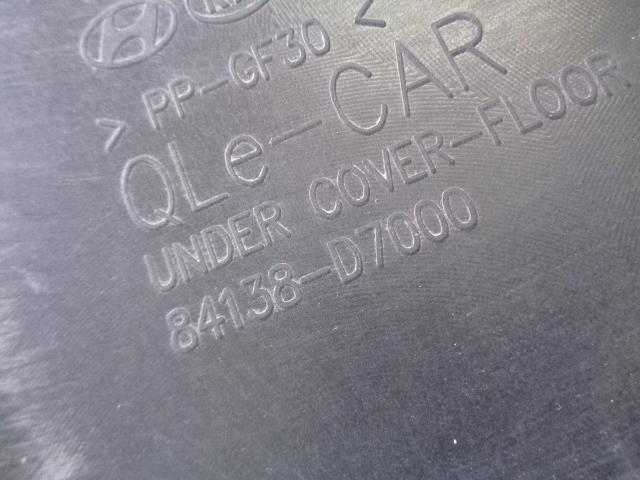 > PP-GF30 <
QLe-CAR
UNDER COVER-FLOOR
84138-D7000